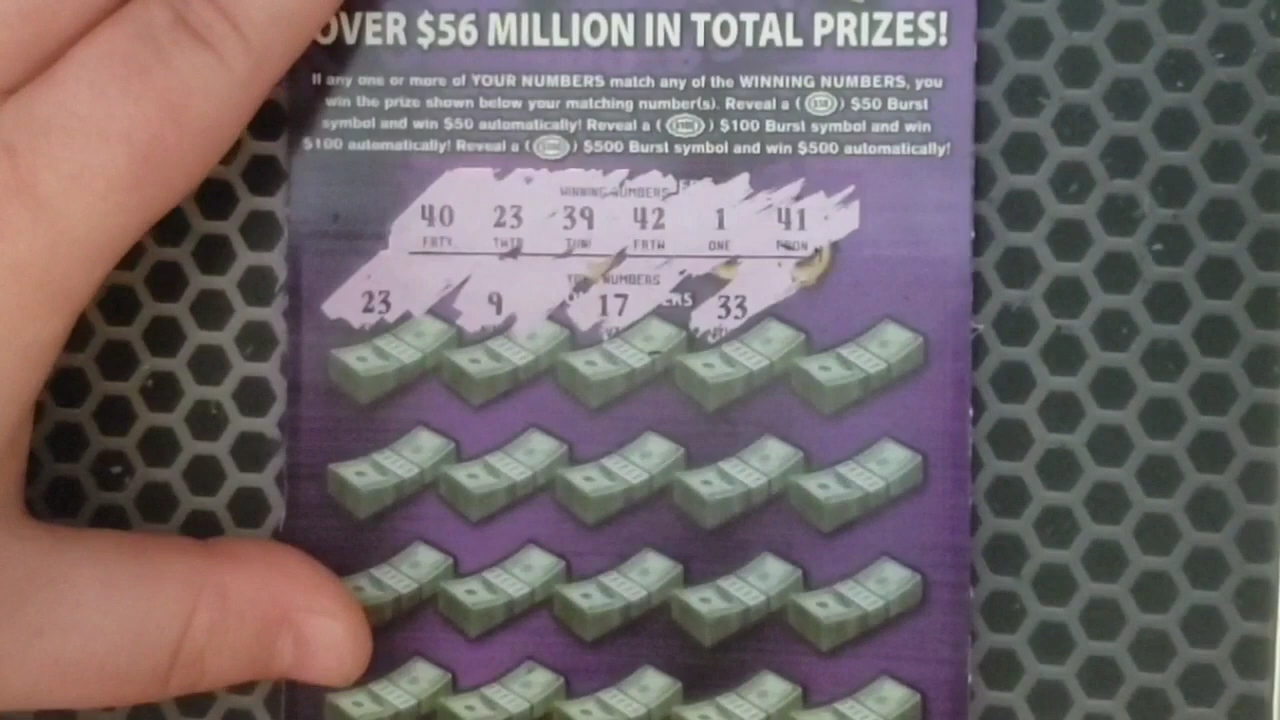 OVER $56 MILLION IN TOTAL PRIZES!
If any one or more of YOUR NUMBERS match any of the WINNING NUMBERS, you
win the prize shown below your matching number(s). Reveal a ( ) $50 Burst
symbol and win $50 automatically! Reveal a ( ) $100 Burst symbol and win
$100 automatically! Reveal a ( ) $500 Burst symbol and win $500 automatically!
WINNING NUMBERS
40 23 39 42 1 41
FRTY FRTW ONE
NUMBERS
23 9 17 33